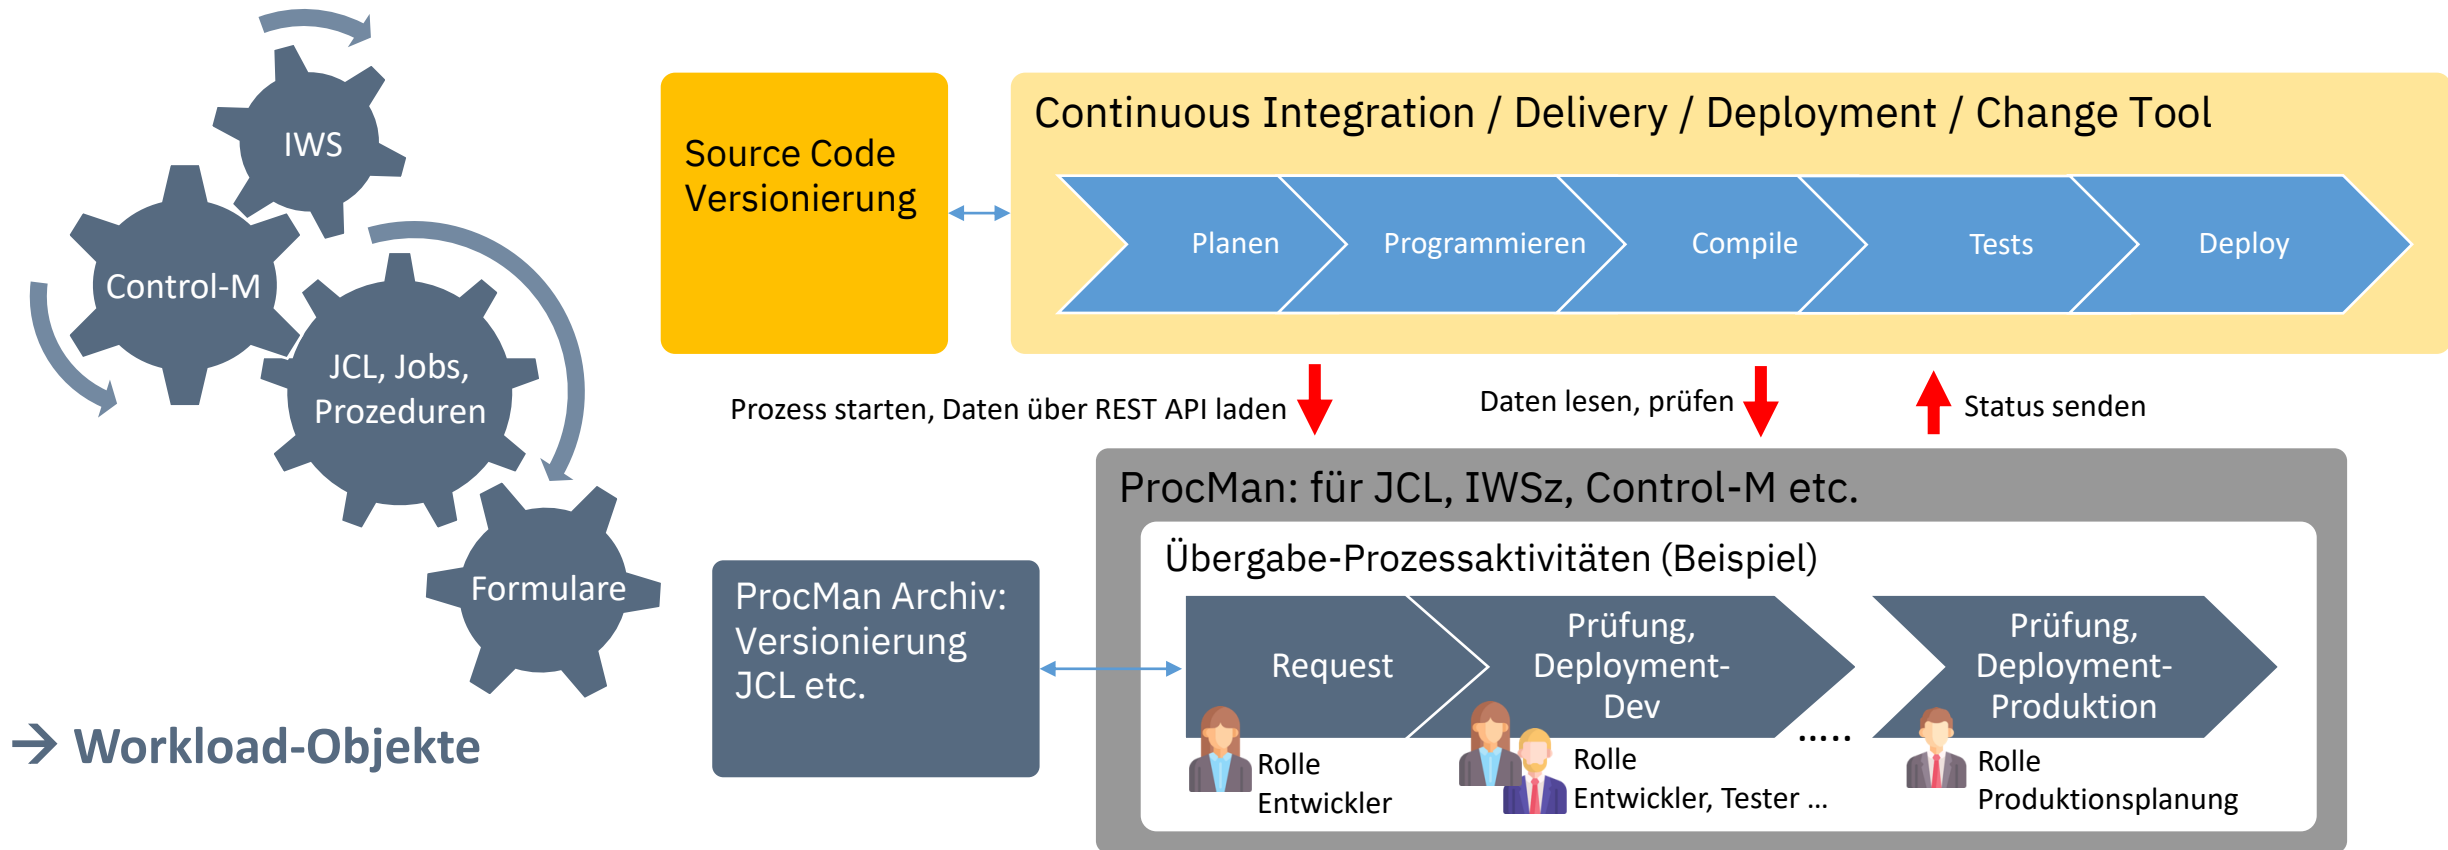 IWS
Control-M
JCL, Jobs,
Prozeduren
Formulare
→ Workload-Objekte
Source Code
Versionierung
Continuous Integration / Delivery / Deployment / Change Tool
Planen
Programmieren
Compile
Tests
Deploy
Prozess starten, Daten über REST API laden
Daten lesen, prüfen
Status senden
ProcMan: für JCL, IWSz, Control-M etc.
Übergabe-Prozessaktivitäten (Beispiel)
ProcMan Archiv:
Versionierung
JCL etc.
Request
Prüfung,
Deployment-
Dev
.....
Prüfung,
Deployment-
Produktion
Rolle
Entwickler
Rolle
Entwickler, Tester ...
Rolle
Produktionsplanung